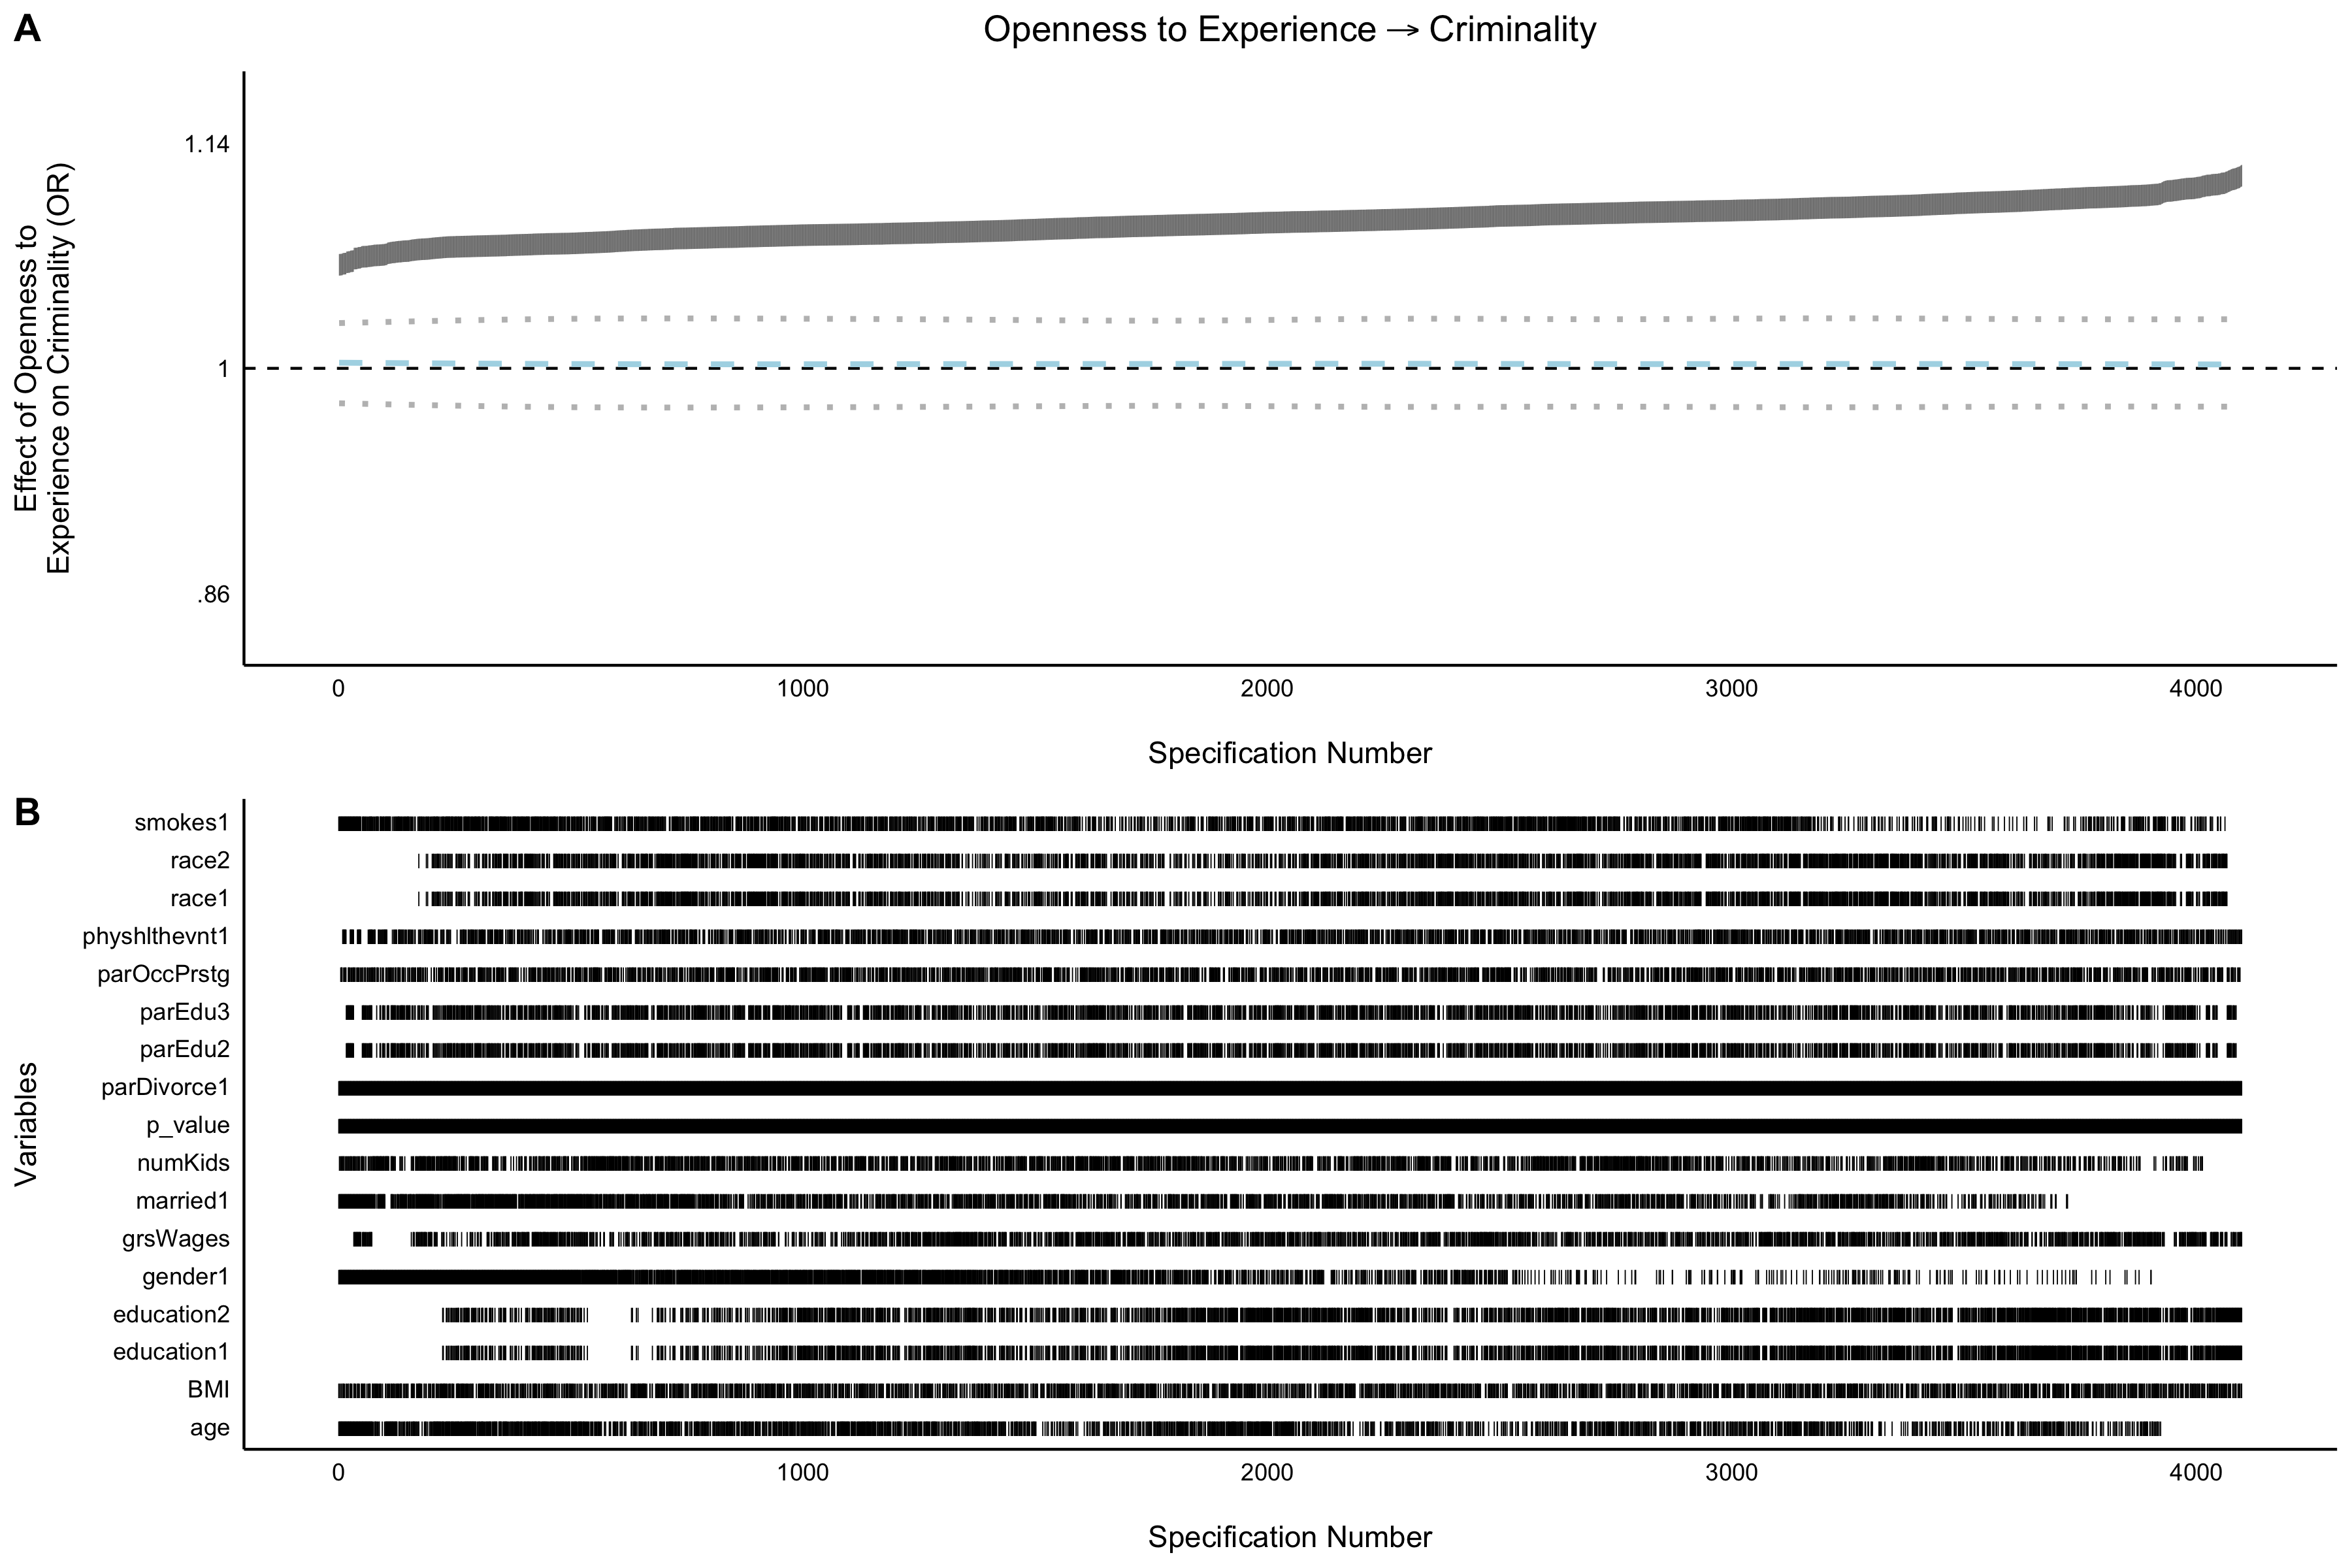 A
Openness to Experience → Criminality
Effect of Openness to
Experience on Criminality (OR)
1.14
1
.86
0 1000 2000 3000 4000
Specification Number
B
Variables
smokes1
race2
race1
physhlthevnt1
parOccPrstg
parEdu3
parEdu2
parDivorce1
p_value
numKids
married1
grsWages
gender1
education2
education1
BMI
age
0 1000 2000 3000 4000
Specification Number